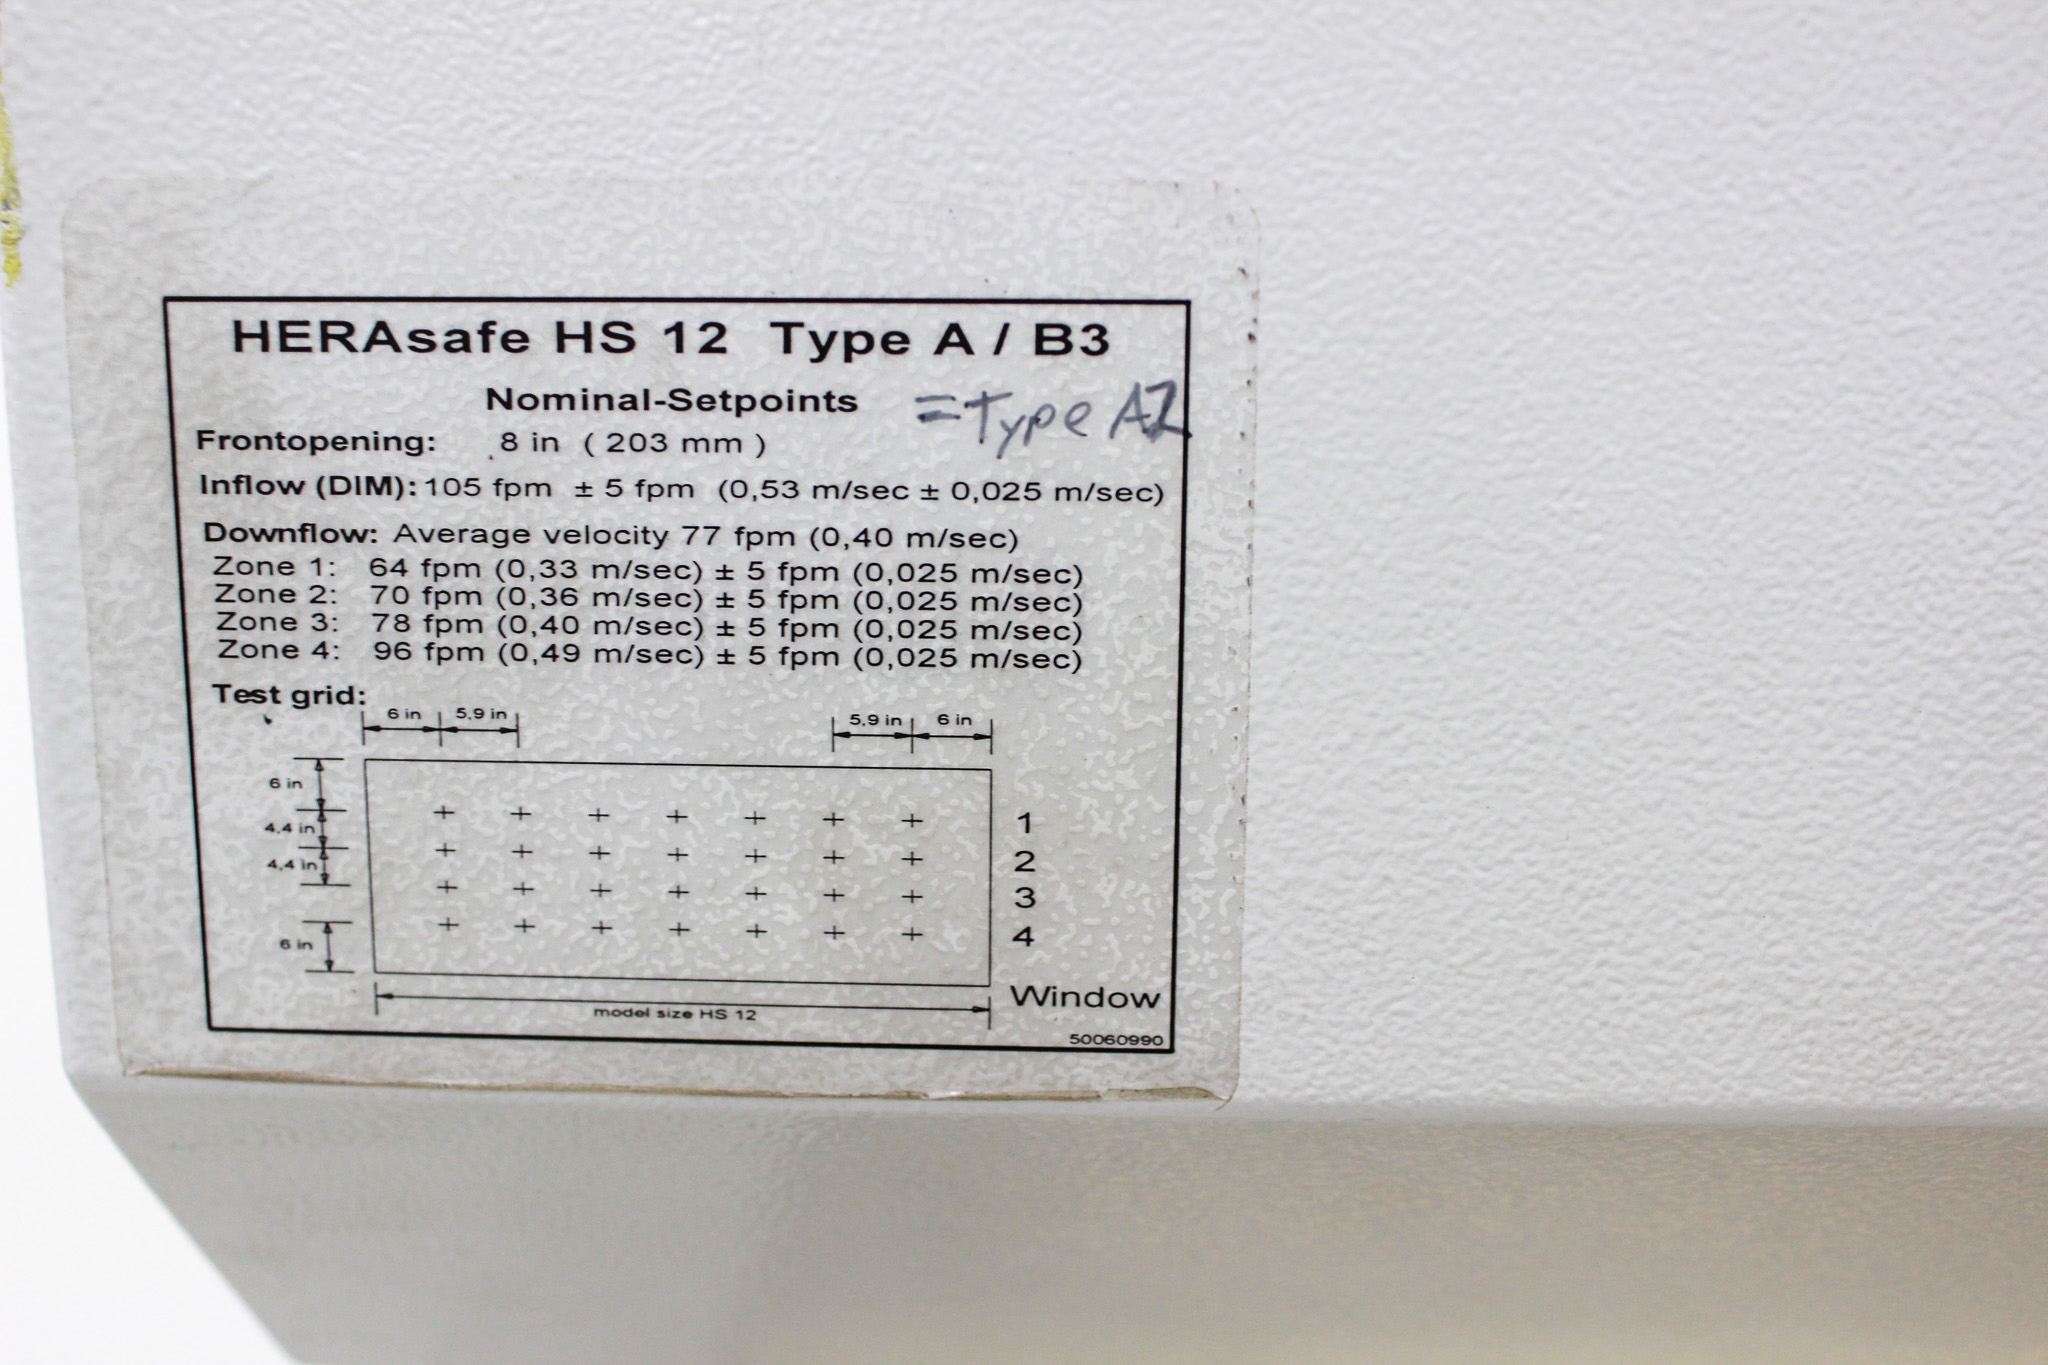 HERAsafe HS 12 Type A / B3
Nominal-Setpoints
= Type A2
Frontopening: 8 in ( 203 mm )
Inflow (DIM): 105 fpm ± 5 fpm (0,53 m/sec ± 0,025 m/sec)
Downflow: Average velocity 77 fpm (0,40 m/sec)
Zone 1: 64 fpm (0,33 m/sec) ± 5 fpm (0,025 m/sec)
Zone 2: 70 fpm (0,36 m/sec) ± 5 fpm (0,025 m/sec)
Zone 3: 78 fpm (0,40 m/sec) ± 5 fpm (0,025 m/sec)
Zone 4: 96 fpm (0,49 m/sec) ± 5 fpm (0,025 m/sec)
Test grid:
6 in 5.9 in 5.9 in 6 in
6 in
4.4 in 1
4.4 in 2
3
6 in 4
Window
model size HS 12
50060990